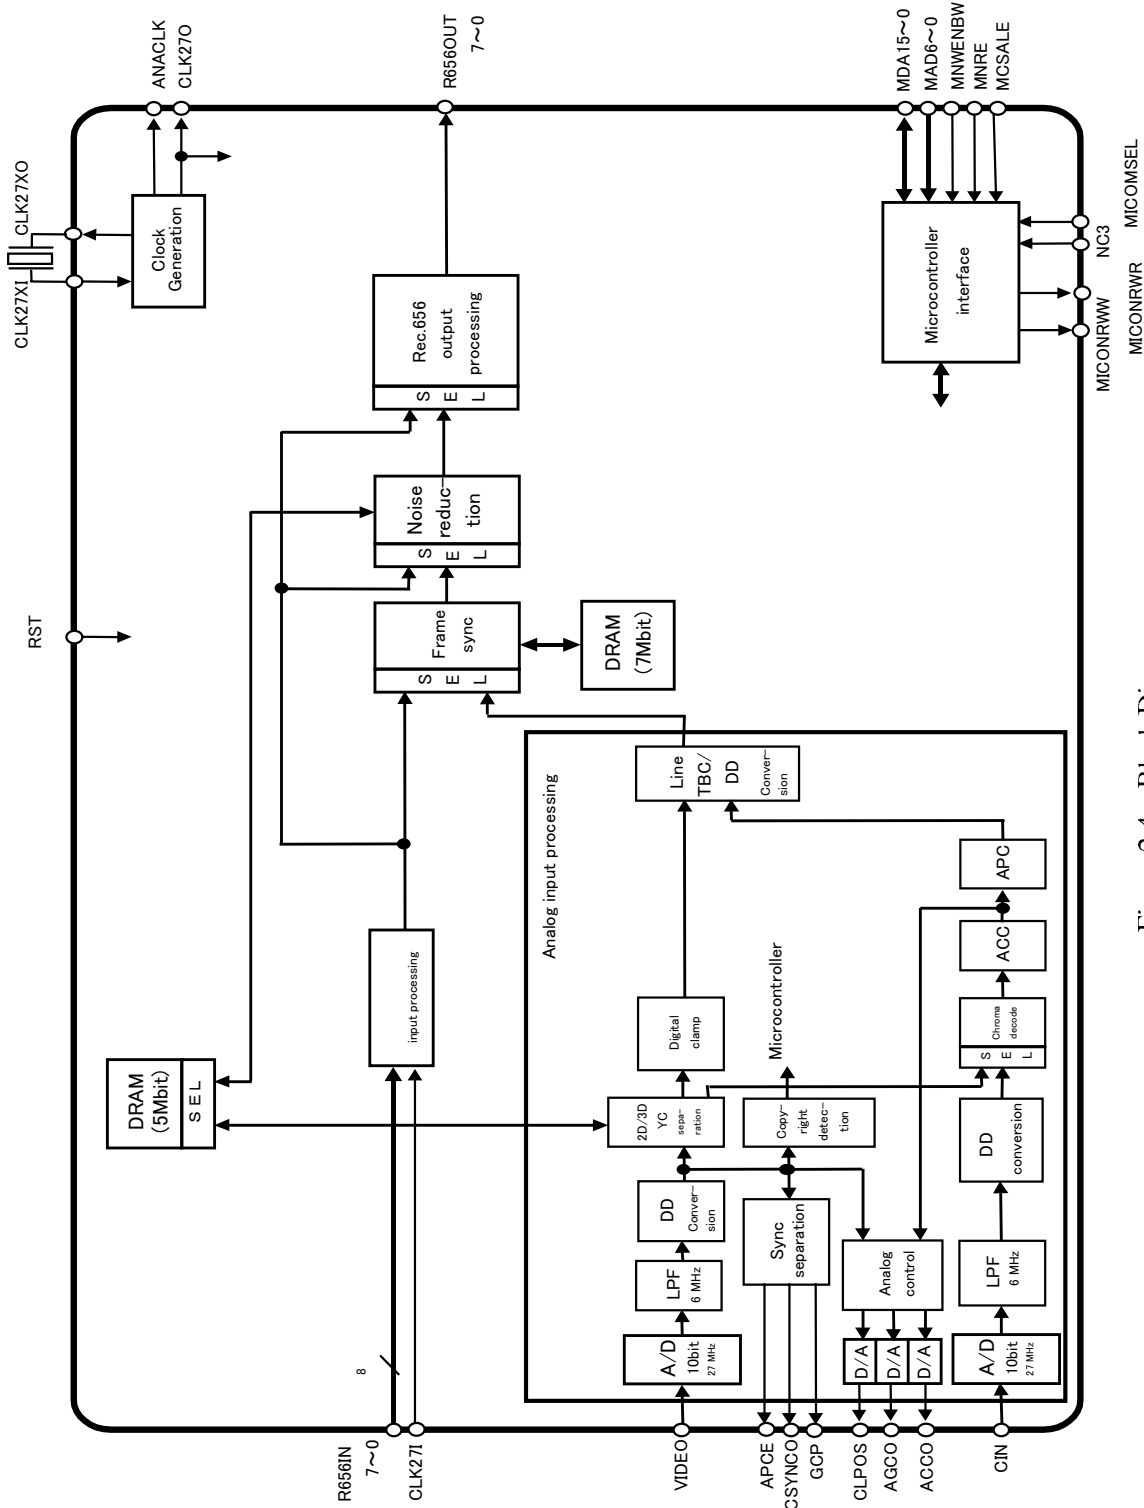 ANACLK
CLK27O
R656OUT
7～0
MDA15～0
MAD6～0
MNWENBW
MNRE
MCSALE
CLK27XO
CLK27XI
Clock
Generation
Rec.656
output
processing
S E L
Microcontroller
interface
MICOMSEL
NC3
MICONRWR
MICONRWW
Noise
reduc-
tion
S E L
RST
Frame
sync
S E L
DRAM
(7Mbit)
Analog input processing
Line
TBC/
DD
Conver-
sion
APC
ACC
input processing
Digital
clamp
Microcontroller
Chroma
decode
S E L
DRAM
(5Mbit)
SEL
2D/3D
YC
sepa-
ration
Copy-
right
detec-
tion
DD
conversion
DD
Conver-
sion
Sync
separation
Analog
control
LPF
6 MHz
LPF
6 MHz
A/D
10bit
27 MHz
D/A
D/A
D/A
A/D
10bit
27 MHz
8
R656IN
7～0
CLK27I
VIDEO
APCE
CSYNCO
GCP
CLPOS
AGCO
ACCO
CIN